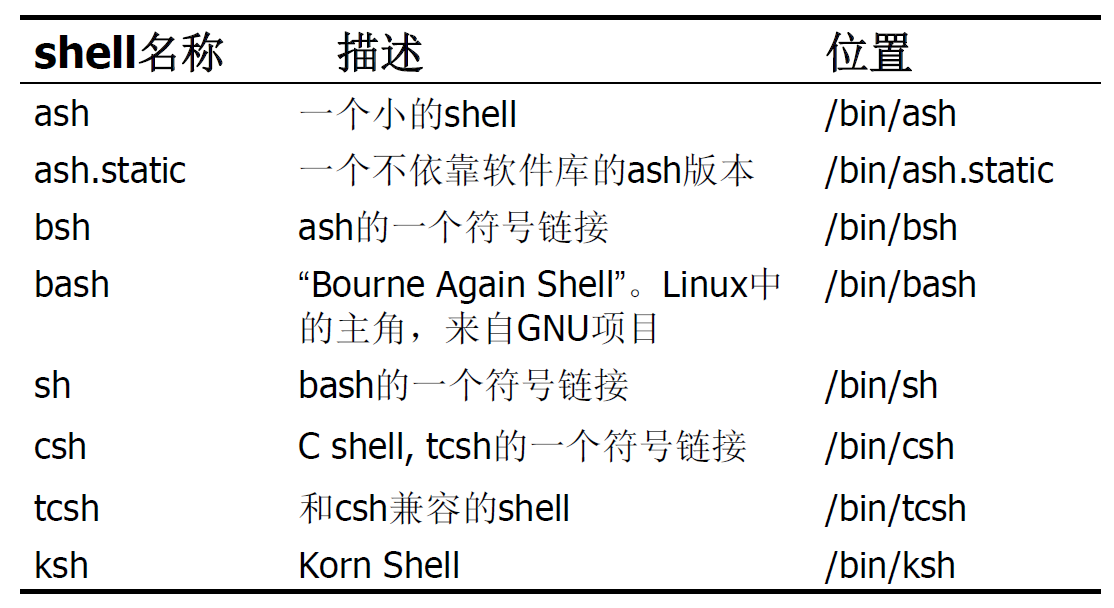 shell名称 描述 位置
ash 一个小的shell /bin/ash
ash.static 一个不依靠软件库的ash版本 /bin/ash.static
bsh ash的一个符号链接 /bin/bsh
bash “Bourne Again Shell”。Linux中 /bin/bash
的主角，来自GNU项目
sh bash的一个符号链接 /bin/sh
csh C shell, tcsh的一个符号链接 /bin/csh
tcsh 和csh兼容的shell /bin/tcsh
ksh Korn Shell /bin/ksh